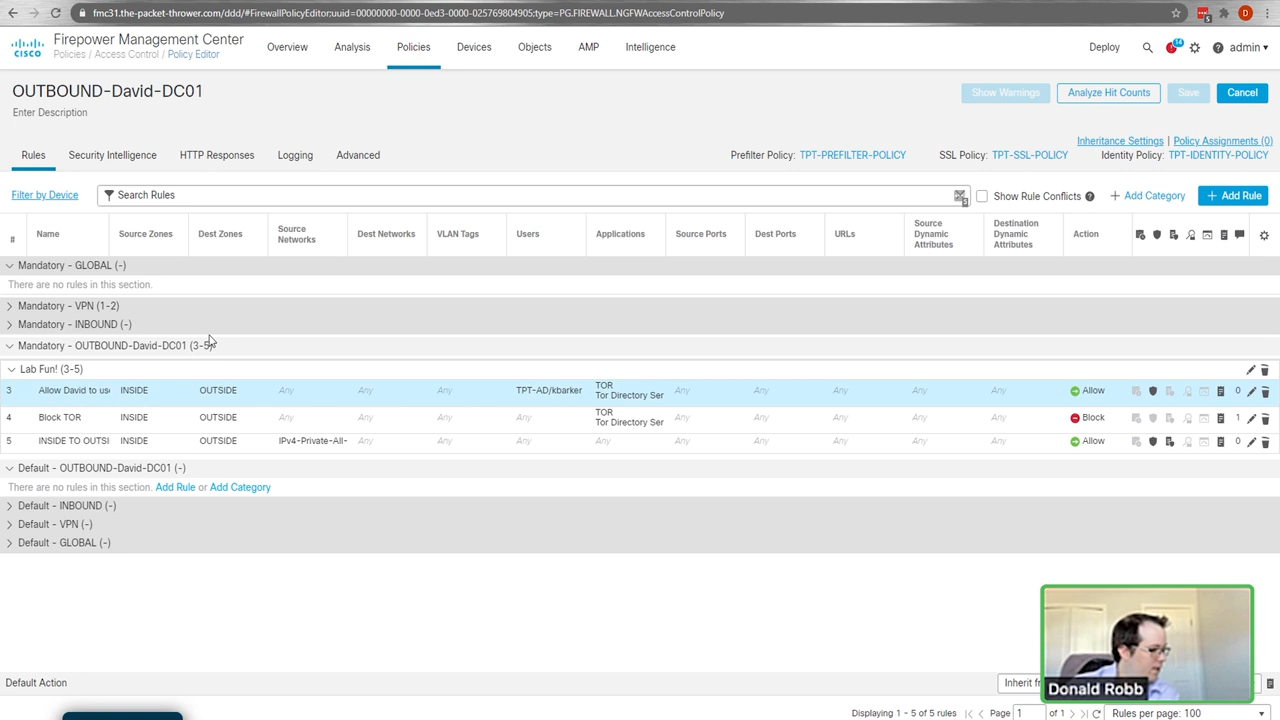 fmc31.the-packet-thrower.com/ddd/#FirewallPolicyEditor;uuid=00000000-0000-0ed3-0000-025769804905;type=PG.FIREWALL.NGFWAccessControlPolicy
5
D
cisco
Firepower Management Center
Policies / Access Control / Policy Editor
Overview
Analysis
Policies
Devices
Objects
AMP
Intelligence
Deploy
14
admin
OUTBOUND-David-DC01
Enter Description
Show Warnings
Analyze Hit Counts
Save
Cancel
Inheritance Settings | Policy Assignments (0)
Rules
Security Intelligence
HTTP Responses
Logging
Advanced
Prefilter Policy: TPT-PREFILTER-POLICY
SSL Policy: TPT-SSL-POLICY
Identity Policy: TPT-IDENTITY-POLICY
Filter by Device
Search Rules
Show Rule Conflicts
+ Add Category
+ Add Rule
#
Name
Source Zones
Dest Zones
Source Networks
Dest Networks
VLAN Tags
Users
Applications
Source Ports
Dest Ports
URLs
Source Dynamic Attributes
Destination Dynamic Attributes
Action
Mandatory - GLOBAL (-)
There are no rules in this section.
Mandatory - VPN (1-2)
Mandatory - INBOUND (-)
Mandatory - OUTBOUND-David-DC01 (3-5)
Lab Fun! (3-5)
3 Allow David to use INSIDE OUTSIDE Any Any Any TPT-AD/kbarker TOR Any Any Any Any Any Allow 0
Tor Directory Ser
4 Block TOR INSIDE OUTSIDE Any Any Any Any TOR Any Any Any Any Any Block 1
Tor Directory Ser
5 INSIDE TO OUTSI INSIDE OUTSIDE IPv4-Private-All- Any Any Any Any Any Any Any Any Any Allow 0
Default - OUTBOUND-David-DC01 (-)
There are no rules in this section. Add Rule or Add Category
Default - INBOUND (-)
Default - VPN (-)
Default - GLOBAL (-)
Default Action
Inherit
Donald Robb
Displaying 1 - 5 of 5 rules
Page 1 of 1
Rules per page: 100